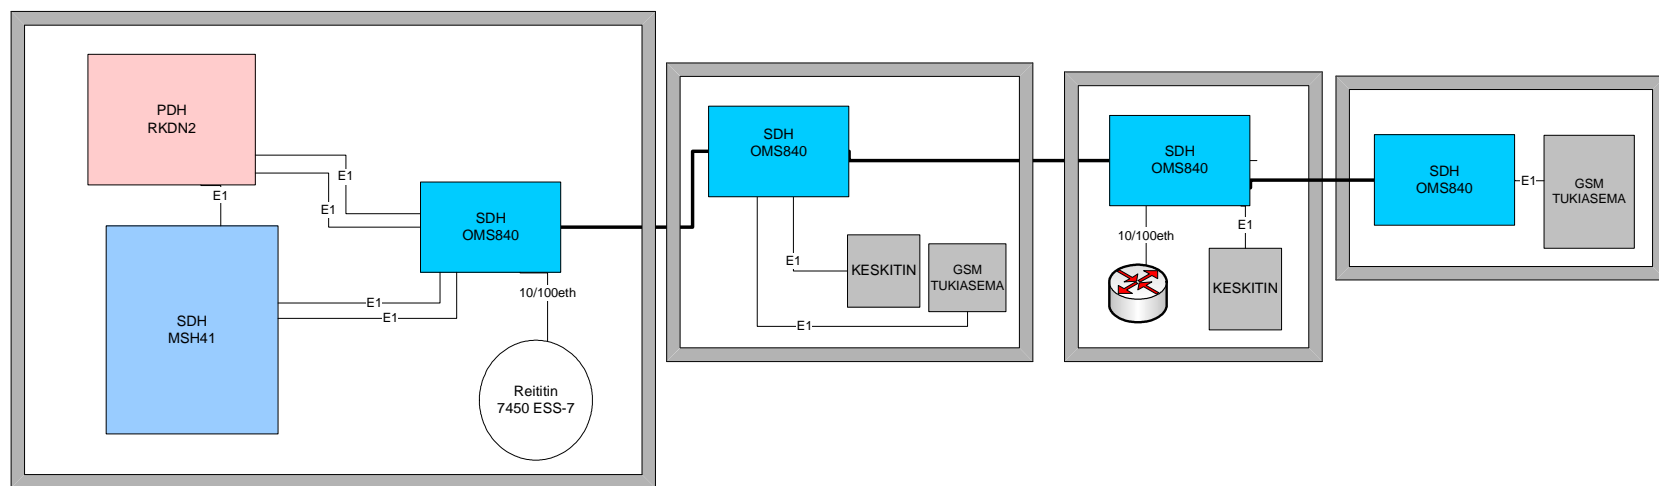 PDH
RKDN2
E1
E1
E1
SDH
MSH41
E1
E1
SDH
OMS840
10/100eth
Reititin
7450 ESS-7
SDH
OMS840
E1
KESKITIN
GSM
TUKIASEMA
E1
SDH
OMS840
10/100eth
E1
KESKITIN
SDH
OMS840
E1
GSM
TUKIASEMA